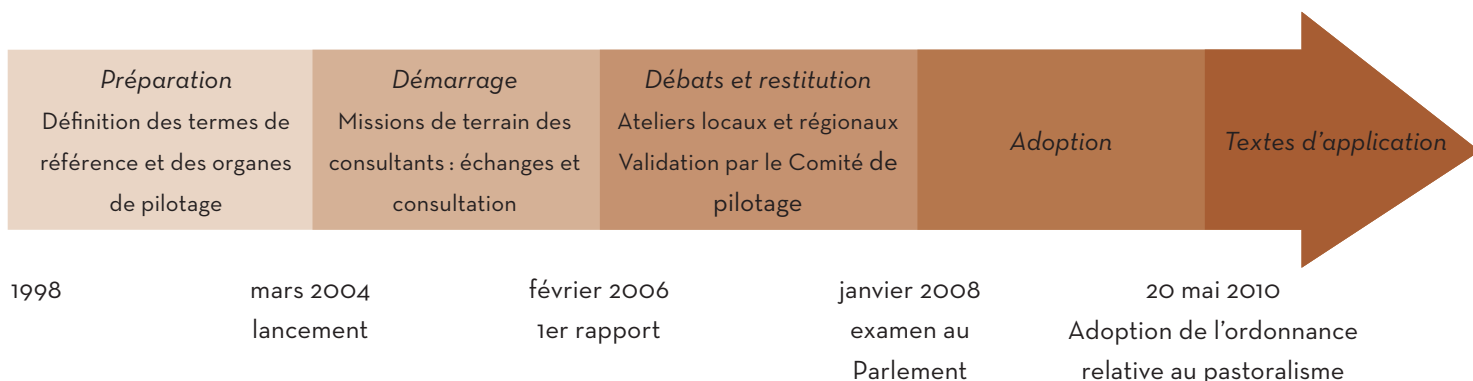 Préparation
Définition des termes de
référence et des organes
de pilotage
Démarrage
Missions de terrain des
consultants : échanges et
consultation
Débats et restitution
Ateliers locaux et régionaux
Validation par le Comité de
pilotage
Adoption
Textes d'application
1998
mars 2004
lancement
février 2006
1er rapport
janvier 2008
examen au
Parlement
20 mai 2010
Adoption de l'ordonnance
relative au pastoralisme